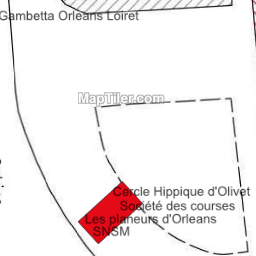 Gambetta Orleans Loiret
MapTiler.com
Cercle Hippique d'Olivet
Société des courses
Les planeurs d'Orleans
SNSM